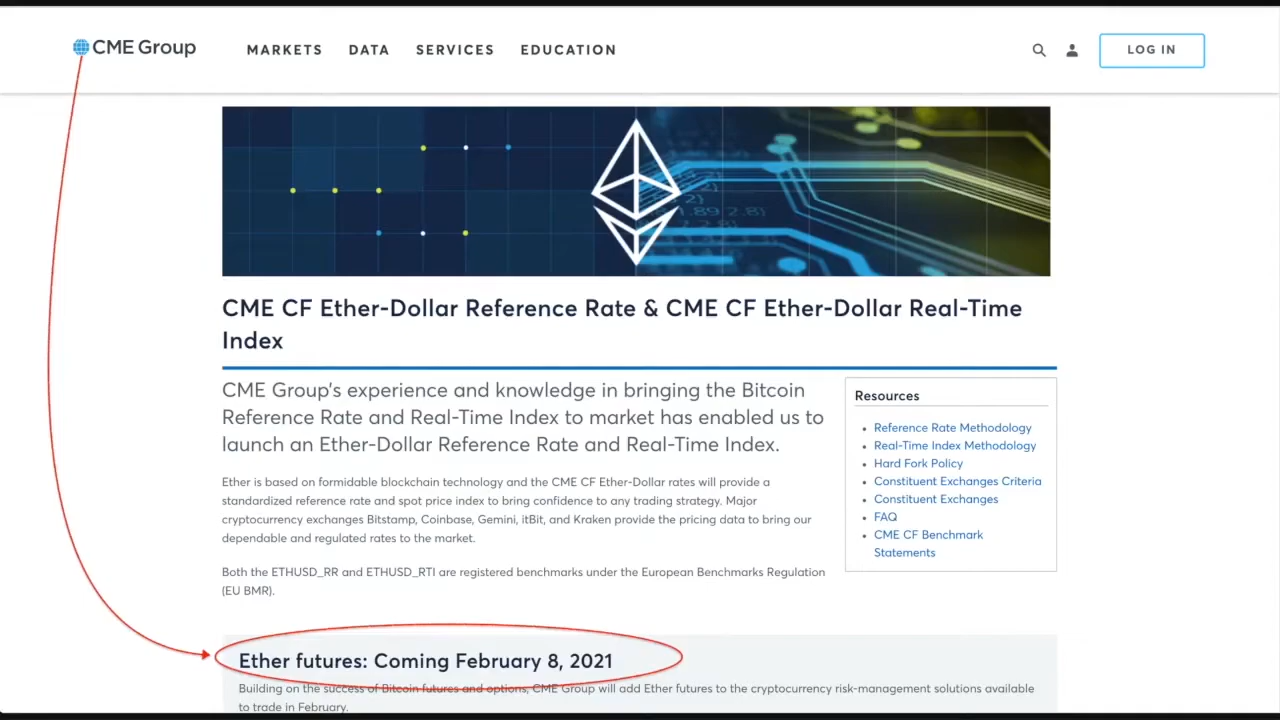 CME Group
MARKETS DATA SERVICES EDUCATION
LOG IN
CME CF Ether-Dollar Reference Rate & CME CF Ether-Dollar Real-Time
Index
CME Group's experience and knowledge in bringing the Bitcoin
Reference Rate and Real-Time Index to market has enabled us to
launch an Ether-Dollar Reference Rate and Real-Time Index.
Ether is based on formidable blockchain technology and the CME CF Ether-Dollar rates will provide a
standardized reference rate and spot price index to bring confidence to any trading strategy. Major
cryptocurrency exchanges Bitstamp, Coinbase, Gemini, itBit, and Kraken provide the pricing data to bring our
dependable and regulated rates to the market.
Both the ETHUSD_RR and ETHUSD_RTI are registered benchmarks under the European Benchmarks Regulation
(EU BMR).
Resources
Reference Rate Methodology
Real-Time Index Methodology
Hard Fork Policy
Constituent Exchanges Criteria
Constituent Exchanges
FAQ
CME CF Benchmark
Statements
Ether futures: Coming February 8, 2021
Building on the success of Bitcoin futures and options, CME Group will add Ether futures to the cryptocurrency risk-management solutions available
to trade in February.